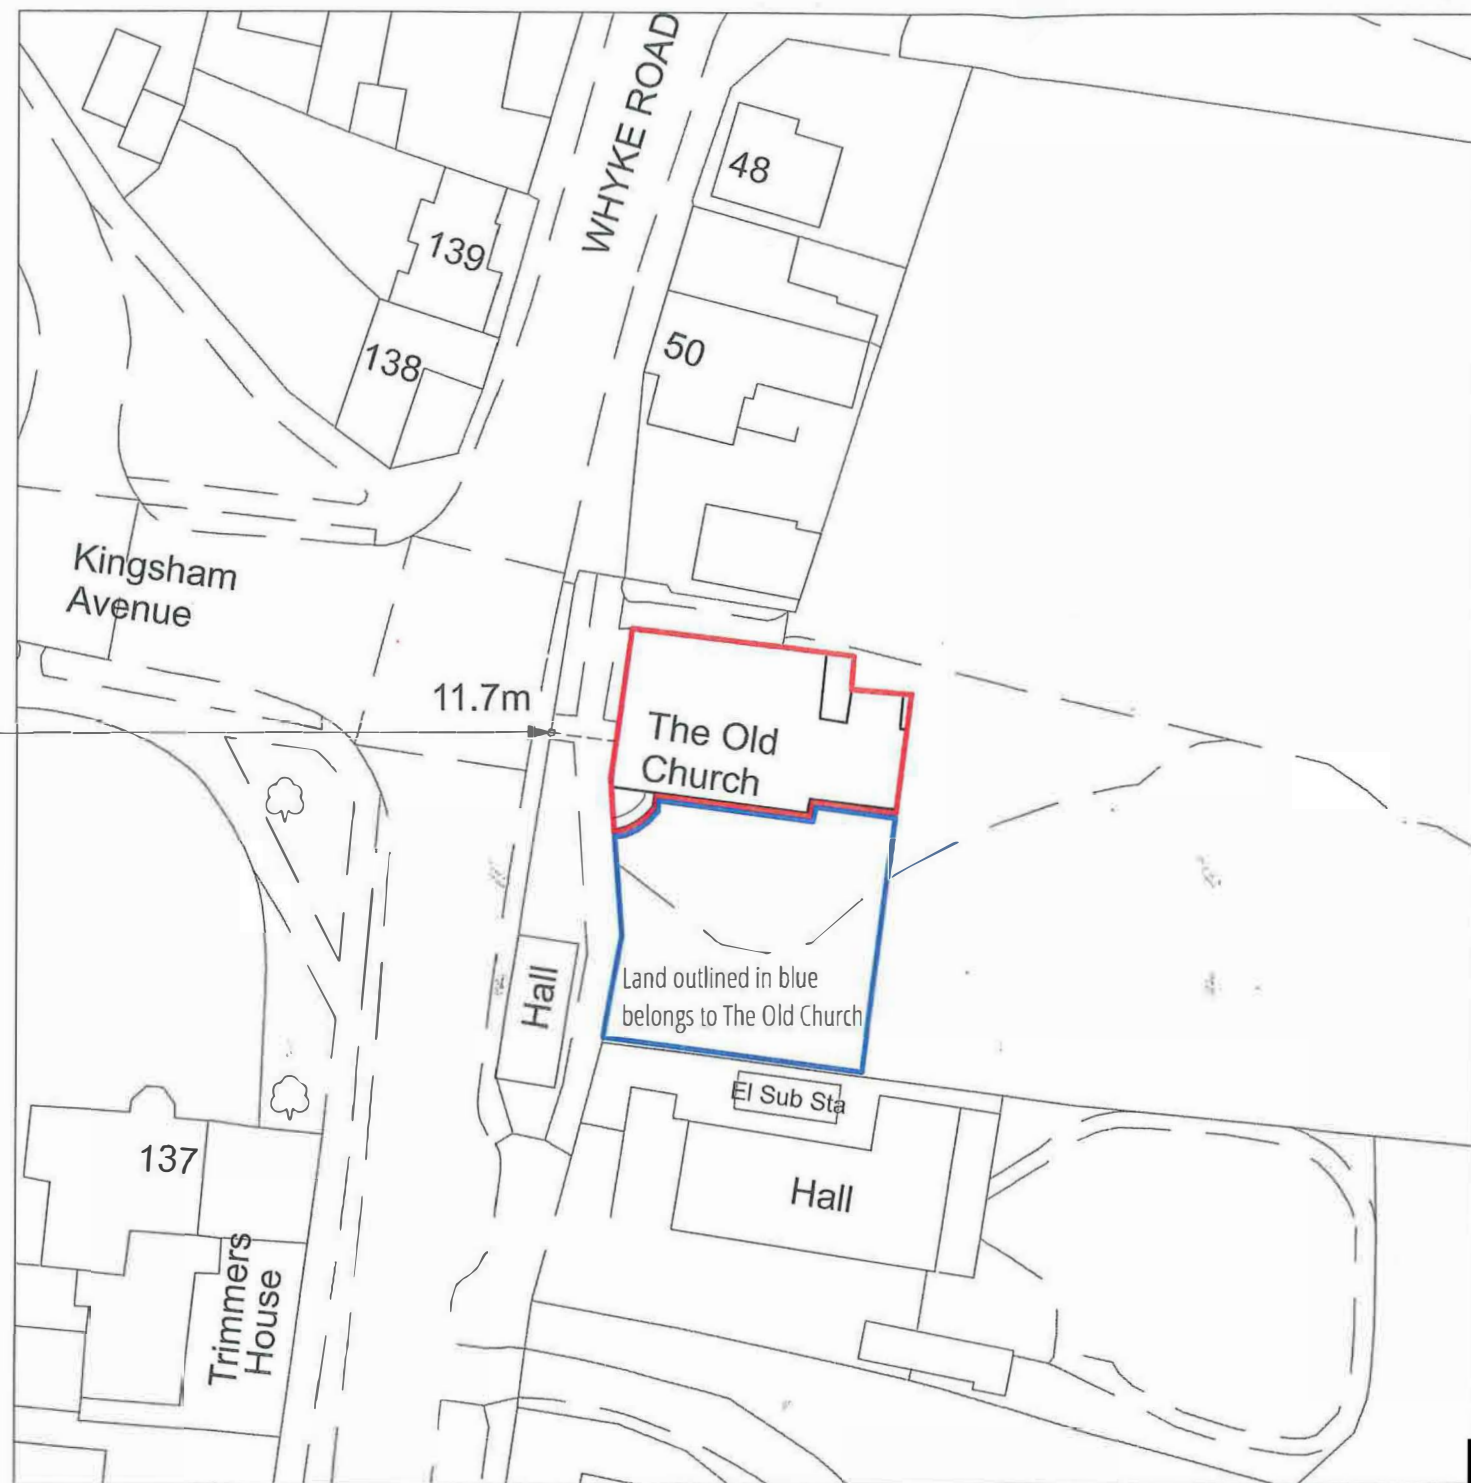 WHYKE ROAD
48
139
50
138
Kingsham
Avenue
11.7m
The Old
Church
Hall
Land outlined in blue
belongs to The Old Church
El Sub Sta
137
Hall
Trimmers
House